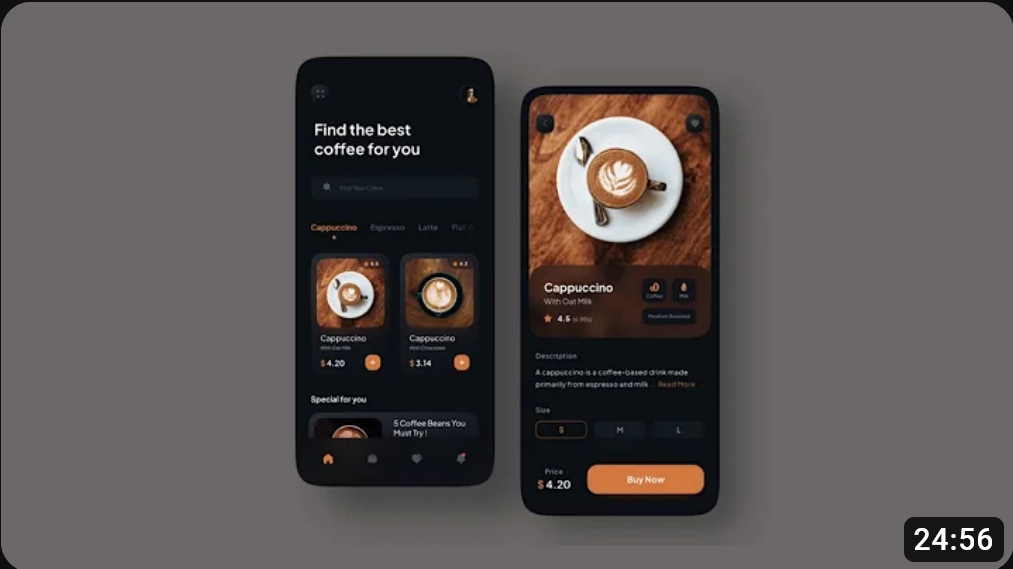 Find the best
coffee for you
Find Your Coffee...
Cappuccino Espresso Latte Flat
4.5
4.2
Cappuccino
With Oat Milk
$ 4.20
+
Cappuccino
With Chocolate
$ 3.14
+
Special for you
5 Coffee Beans You
Must Try !
Cappuccino
With Oat Milk
4.5
Coffee
Milk
Medium Roasted
Description
A cappuccino is a coffee-based drink made
primarily from espresso and milk ... Read More
Size
S M L
Price
$ 4.20
Buy Now
24:56